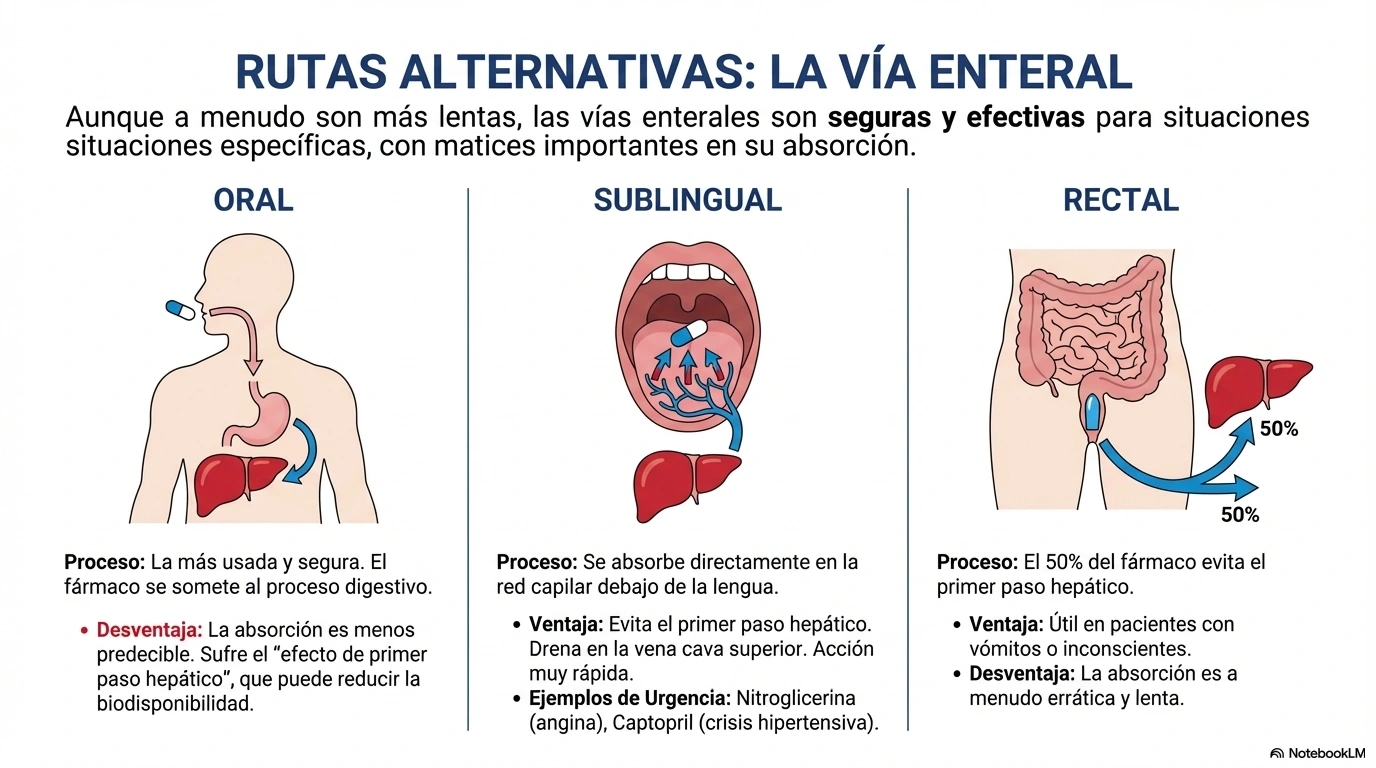 RUTAS ALTERNATIVAS: LA VÍA ENTERAL
Aunque a menudo son más lentas, las vías enterales son seguras y efectivas para situaciones
situaciones específicas, con matices importantes en su absorción.
ORAL
Proceso: La más usada y segura. El
fármaco se somete al proceso digestivo.
• Desventaja: La absorción es menos
predecible. Sufre el “efecto de primer
paso hepático”, que puede reducir la
biodisponibilidad.
SUBLINGUAL
Proceso: Se absorbe directamente en la
red capilar debajo de la lengua.
• Ventaja: Evita el primer paso hepático.
Drena en la vena cava superior. Acción
muy rápida.
• Ejemplos de Urgencia: Nitroglicerina
(angina), Captopril (crisis hipertensiva).
RECTAL
50%
50%
Proceso: El 50% del fármaco evita el
primer paso hepático.
• Ventaja: Útil en pacientes con
vómitos o inconscientes.
• Desventaja: La absorción es a
menudo errática y lenta.
NotebookLM